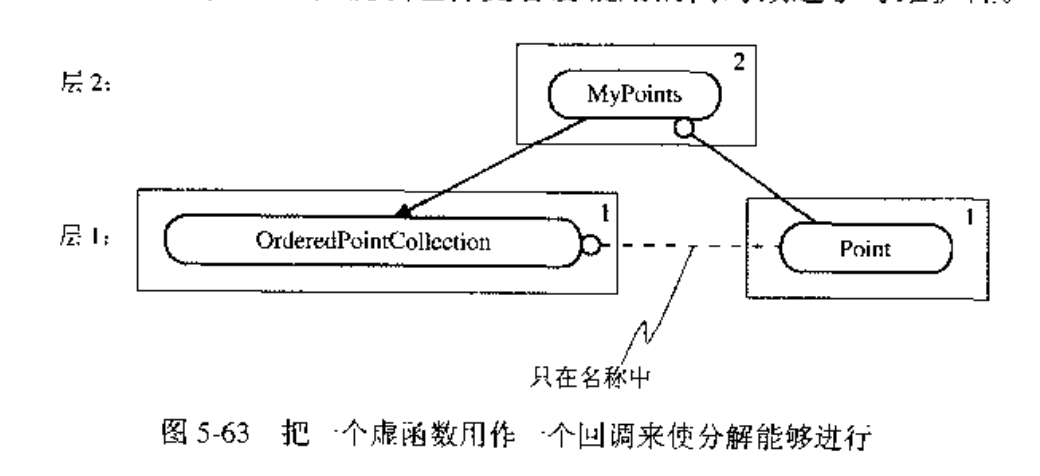 层 2:
2
MyPoints
层 1:
1
OrderedPointCollection
1
Point
只在名称中
图 5-63 把一个虚函数用作一个回调来使分解能够进行